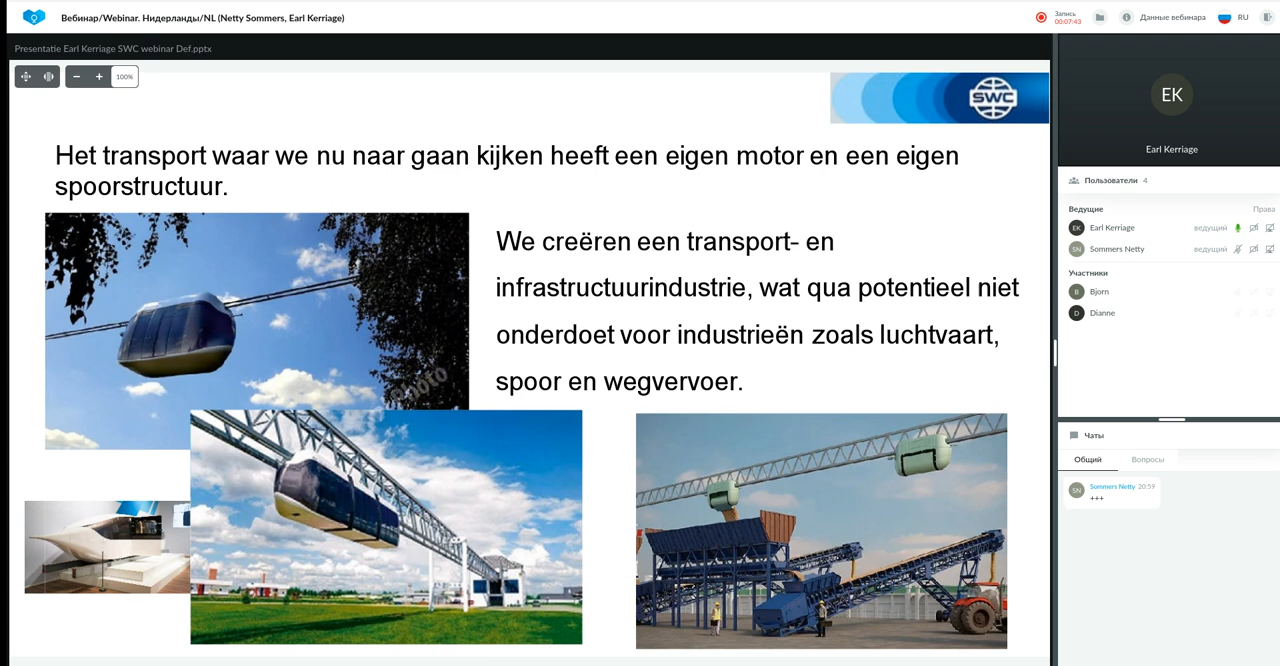 Вебинар/Webinar. Нидерланды/NL (Netty Sommers, Earl Kerriage)
Запись
00:07:43
Данные вебинара
RU
Presentatie Earl Kerriage SWC webinar Def.pptx
100%
SWC
Het transport waar we nu naar gaan kijken heeft een eigen motor en een eigen
spoorstructuur.
We creëren een transport- en
infrastructuurindustrie, wat qua potentieel niet
onderdoet voor industrieën zoals luchtvaart,
spoor en wegvervoer.
Photo
EK
Earl Kerriage
Пользователи 4
Ведущие Права
EK Earl Kerriage ведущий
SN Sommers Netty ведущий
Участники
B Bjorn
D Dianne
Чаты
Общий Вопросы
SN Sommers Netty 20:59
+++